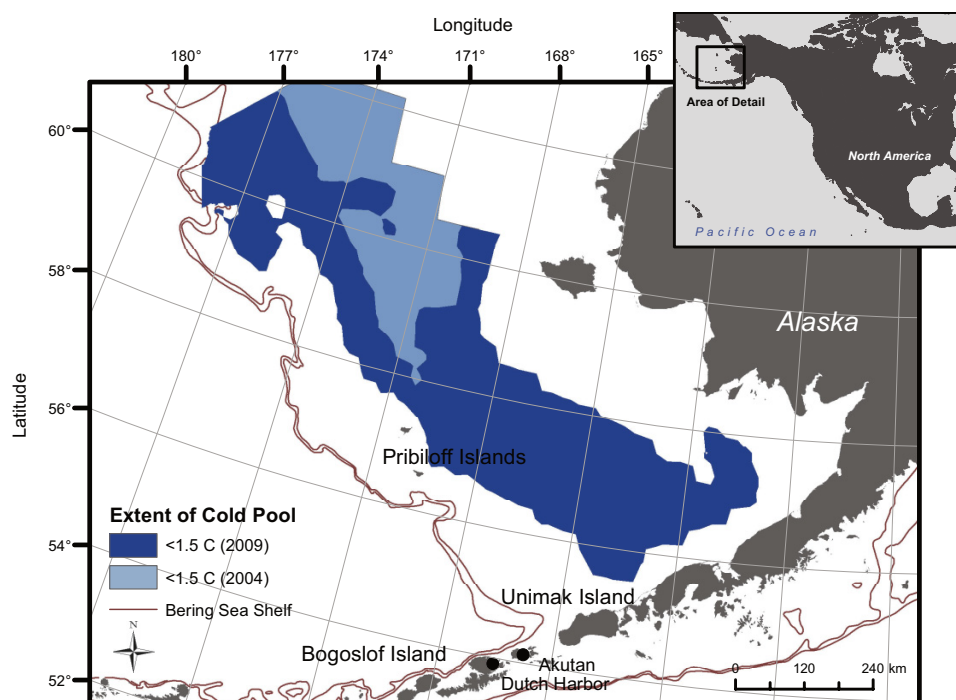 Longitude
180° 177° 174° 171° 168° 165°
Latitude
60°
58°
56°
54°
52°
Area of Detail
North America
Pacific Ocean
Alaska
Pribiloff Islands
Extent of Cold Pool
<1.5 C (2009)
<1.5 C (2004)
Bering Sea Shelf
N
Unimak Island
Bogoslof Island
Akutan
Dutch Harbor
0 120 240 km